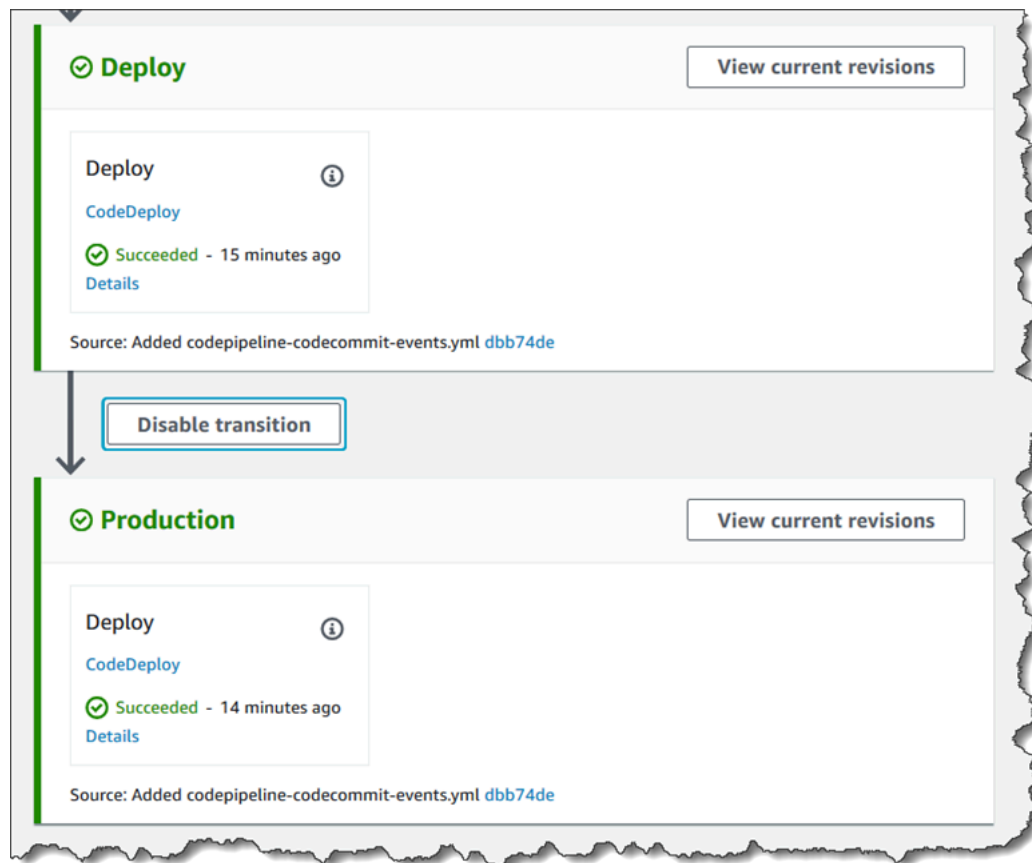 Deploy
View current revisions
Deploy
CodeDeploy
Succeeded - 15 minutes ago
Details
Source: Added codepipeline-codecommit-events.yml dbb74de
Disable transition
Production
View current revisions
Deploy
CodeDeploy
Succeeded - 14 minutes ago
Details
Source: Added codepipeline-codecommit-events.yml dbb74de